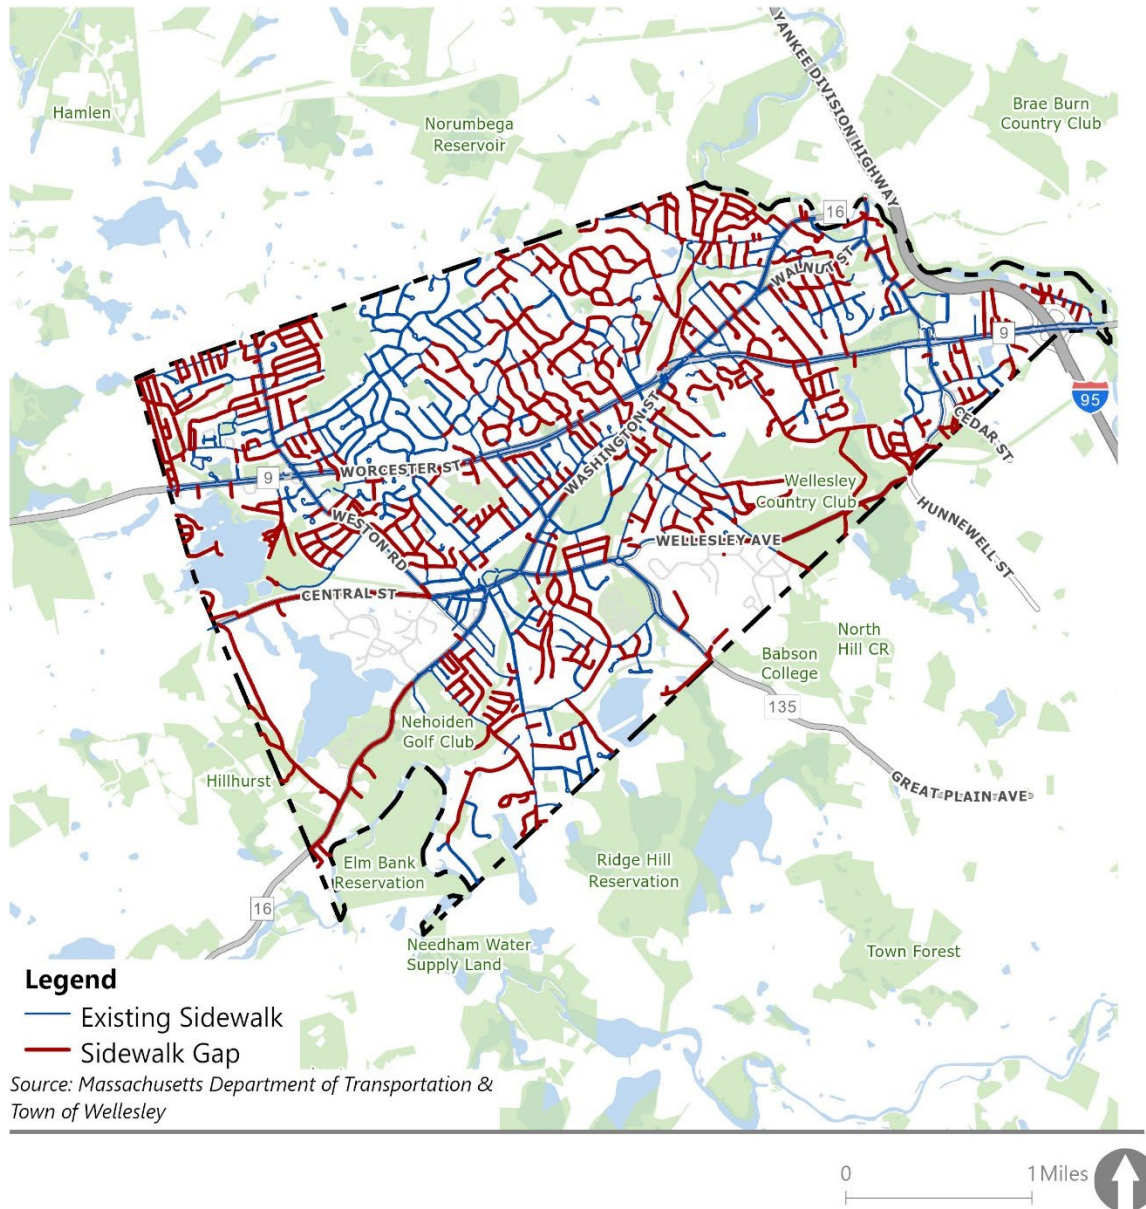 YANKEE DIVISION HIGHWAY
Hamlen
Brae Burn
Country Club
Norumbega
Reservoir
16
WALNUT ST
9
95
CEDAR ST
WASHINGTON ST
WORCESTER ST
9
Wellesley
Country Club
HUNNEWELL ST
WESTON RD
WELLESLEY AVE
CENTRAL ST
North
Hill CR
Babson
College
135
Nehoiden
Golf Club
Hillhurst
GREAT PLAIN AVE
Elm Bank
Reservation
Ridge Hill
Reservation
16
Needham Water
Supply Land
Town Forest
Legend
Existing Sidewalk
Sidewalk Gap
Source: Massachusetts Department of Transportation &
Town of Wellesley
0 1 Miles